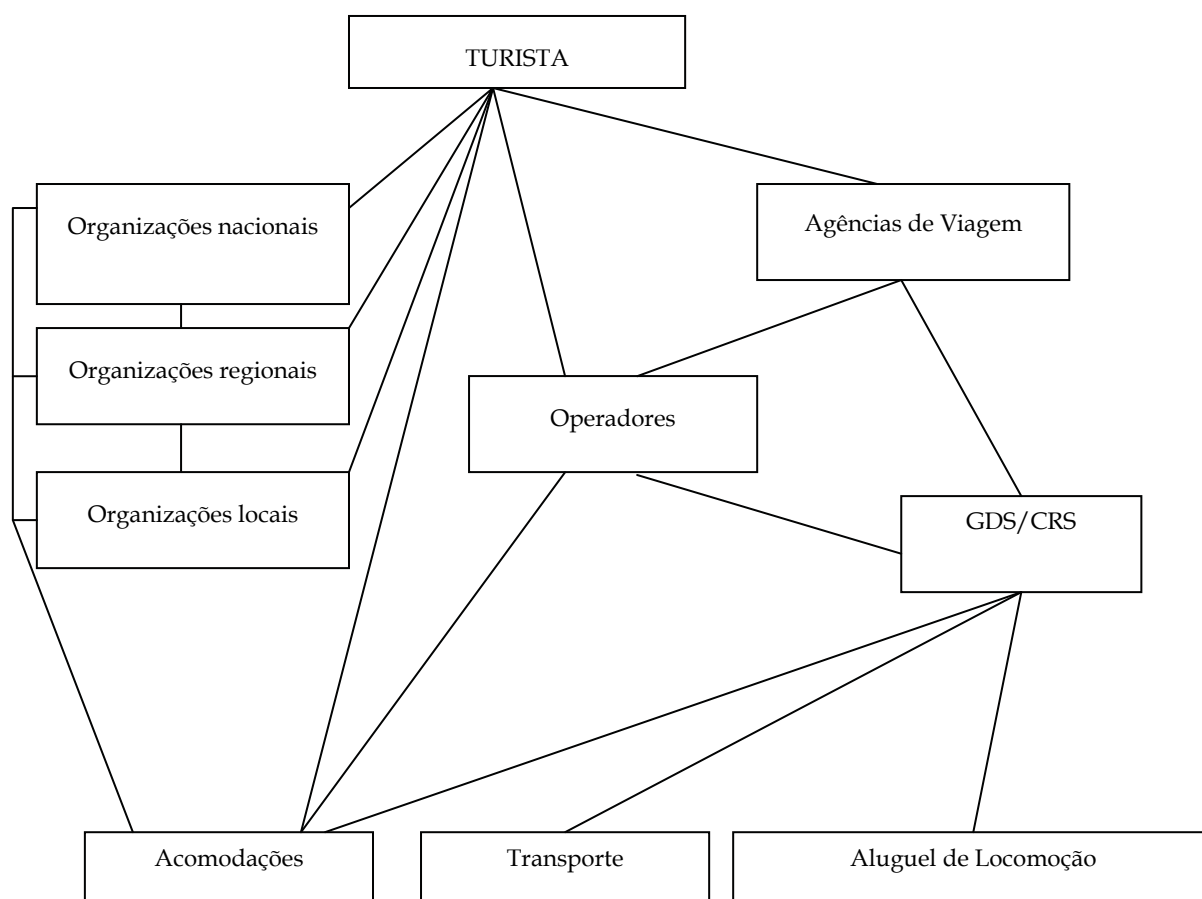 TURISTA
Organizações nacionais
Agências de Viagem
Organizações regionais
Operadores
Organizações locais
GDS/CRS
Acomodações
Transporte
Aluguel de Locomoção